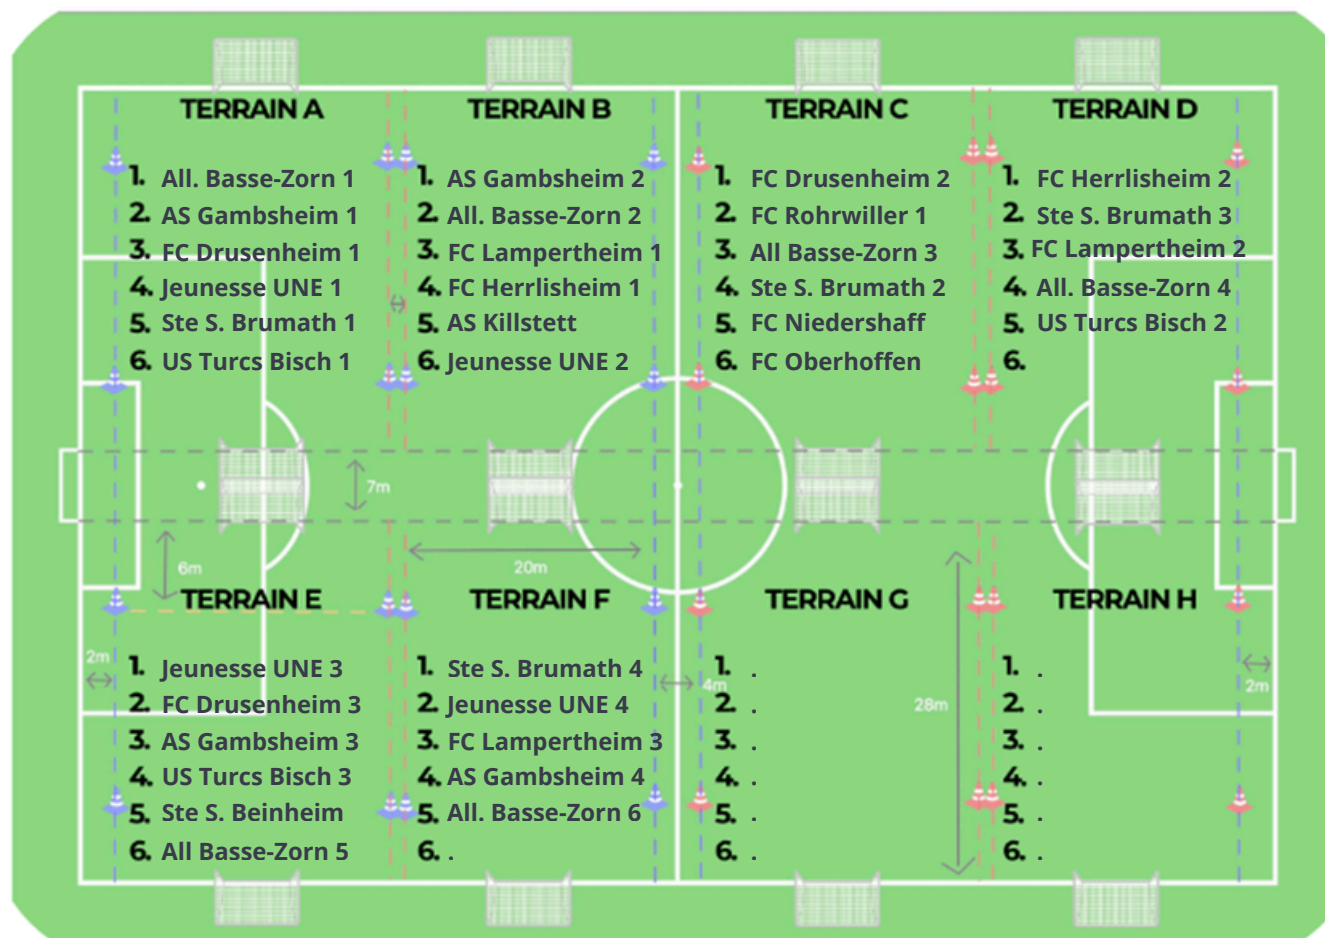 TERRAIN A
1. All. Basse-Zorn 1
2. AS Gambsheim 1
3. FC Drusenheim 1
4. Jeunesse UNE 1
5. Ste S. Brumath 1
6. US Turcs Bisch 1
TERRAIN B
1. AS Gambsheim 2
2. All. Basse-Zorn 2
3. FC Lampertheim 1
4. FC Herrlisheim 1
5. AS Killstett
6. Jeunesse UNE 2
TERRAIN C
1. FC Drusenheim 2
2. FC Rohrwiller 1
3. All Basse-Zorn 3
4. Ste S. Brumath 2
5. FC Niedershaff
6. FC Oberhoffen
TERRAIN D
1. FC Herrlisheim 2
2. Ste S. Brumath 3
3. FC Lampertheim 2
4. All. Basse-Zorn 4
5. US Turcs Bisch 2
6.
7m
6m
20m
TERRAIN E
2m
1. Jeunesse UNE 3
2. FC Drusenheim 3
3. AS Gambsheim 3
4. US Turcs Bisch 3
5. Ste S. Beinheim
6. All Basse-Zorn 5
TERRAIN F
1. Ste S. Brumath 4
2. Jeunesse UNE 4
3. FC Lampertheim 3
4. AS Gambsheim 4
5. All. Basse-Zorn 6
6. .
4m
TERRAIN G
1. .
2. .
3. .
4. .
5. .
6. .
28m
TERRAIN H
1. .
2. .
3. .
4. .
5. .
6. .
2m